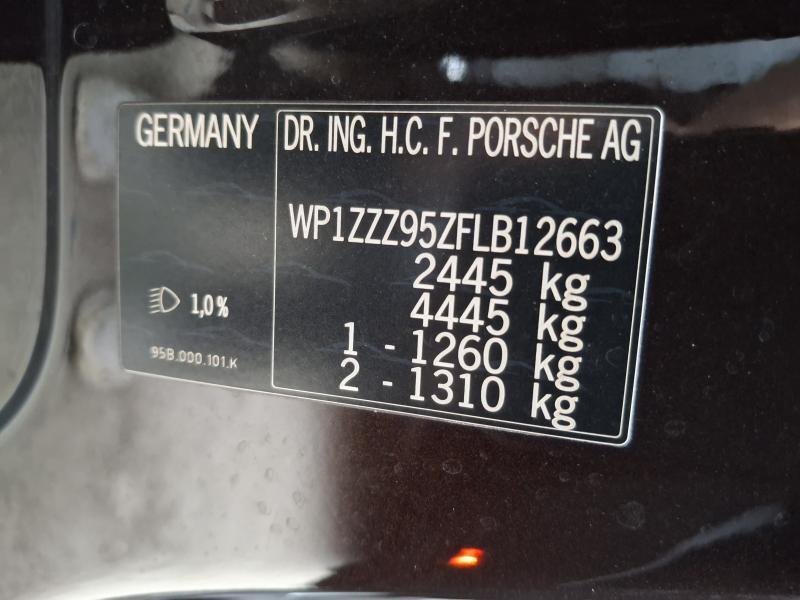 GERMANY
DR. ING. H.C. F. PORSCHE AG
WP1ZZZ95ZFLB12663
2445 kg
4445 kg
1 - 1260 kg
2 - 1310 kg
1,0%
95B.000.101.K